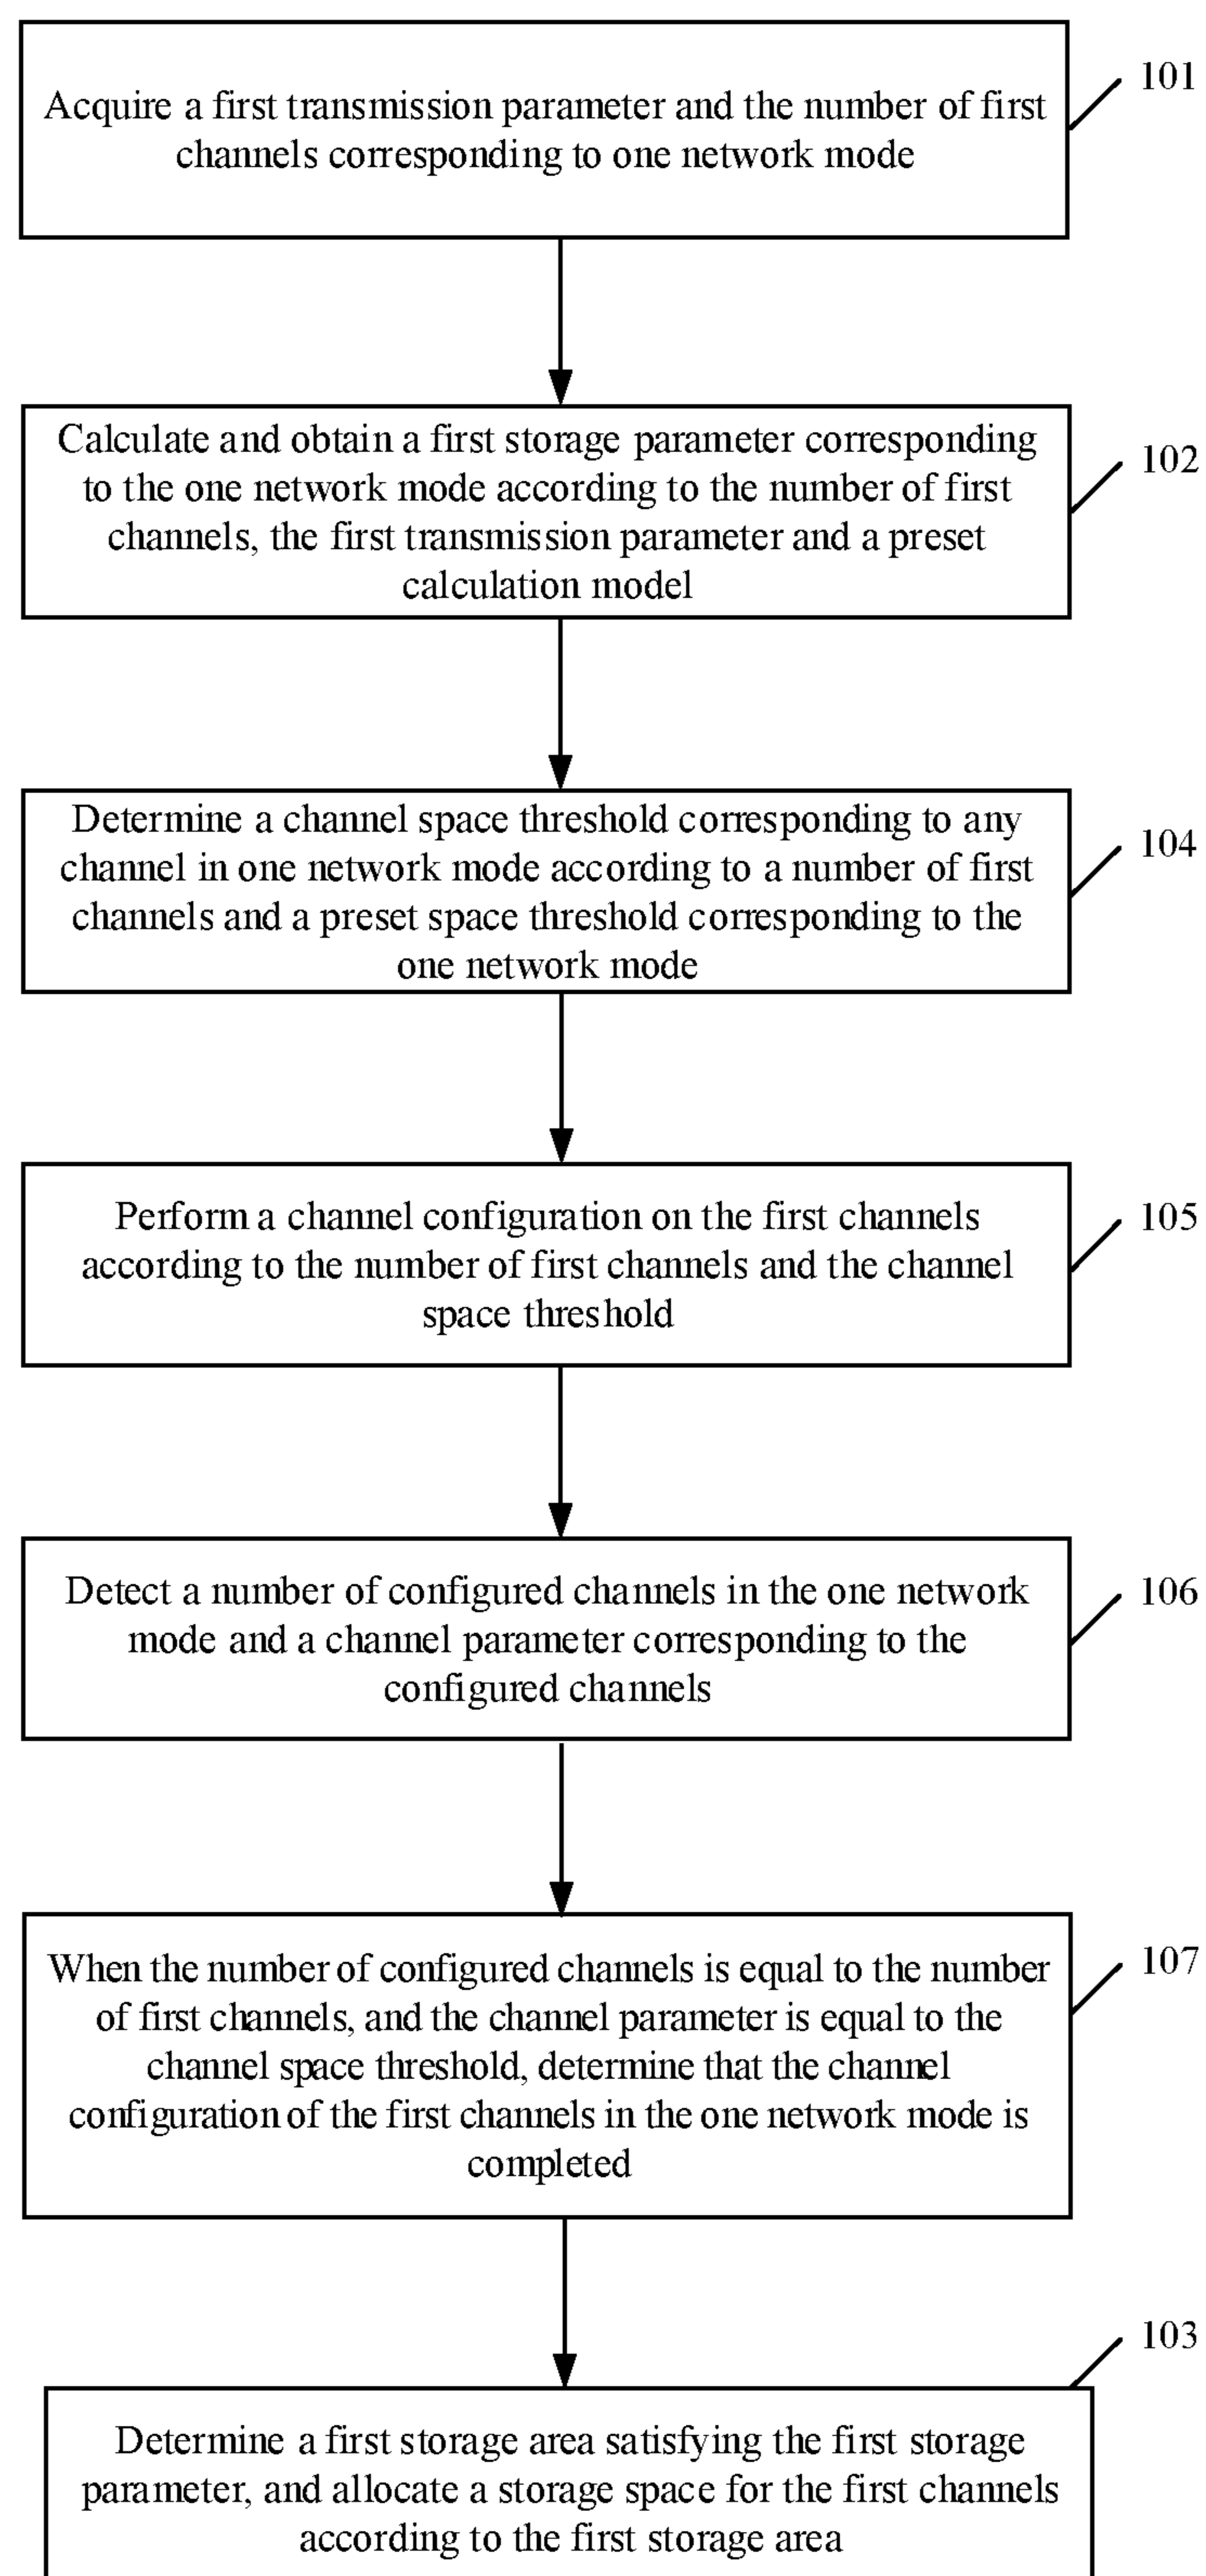 Acquire a first transmission parameter and the number of first
channels corresponding to one network mode
101
Calculate and obtain a first storage parameter corresponding
to the one network mode according to the number of first
channels, the first transmission parameter and a preset
calculation model
102
Determine a channel space threshold corresponding to any
channel in one network mode according to a number of first
channels and a preset space threshold corresponding to the
one network mode
104
Perform a channel configuration on the first channels
according to the number of first channels and the channel
space threshold
105
Detect a number of configured channels in the one network
mode and a channel parameter corresponding to the
configured channels
106
When the number of configured channels is equal to the number
of first channels, and the channel parameter is equal to the
channel space threshold, determine that the channel
configuration of the first channels in the one network mode is
completed
107
Determine a first storage area satisfying the first storage
parameter, and allocate a storage space for the first channels
according to the first storage area
103